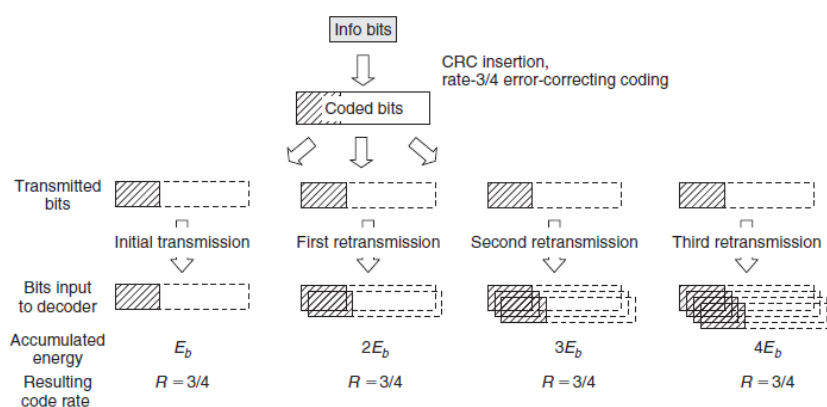 Info bits
CRC insertion,
rate-3/4 error-correcting coding
Coded bits
Transmitted
bits
Initial transmission First retransmission Second retransmission Third retransmission
Bits input
to decoder
Accumulated
energy
E_b 2E_b 3E_b 4E_b
Resulting
code rate
R = 3/4 R = 3/4 R = 3/4 R = 3/4